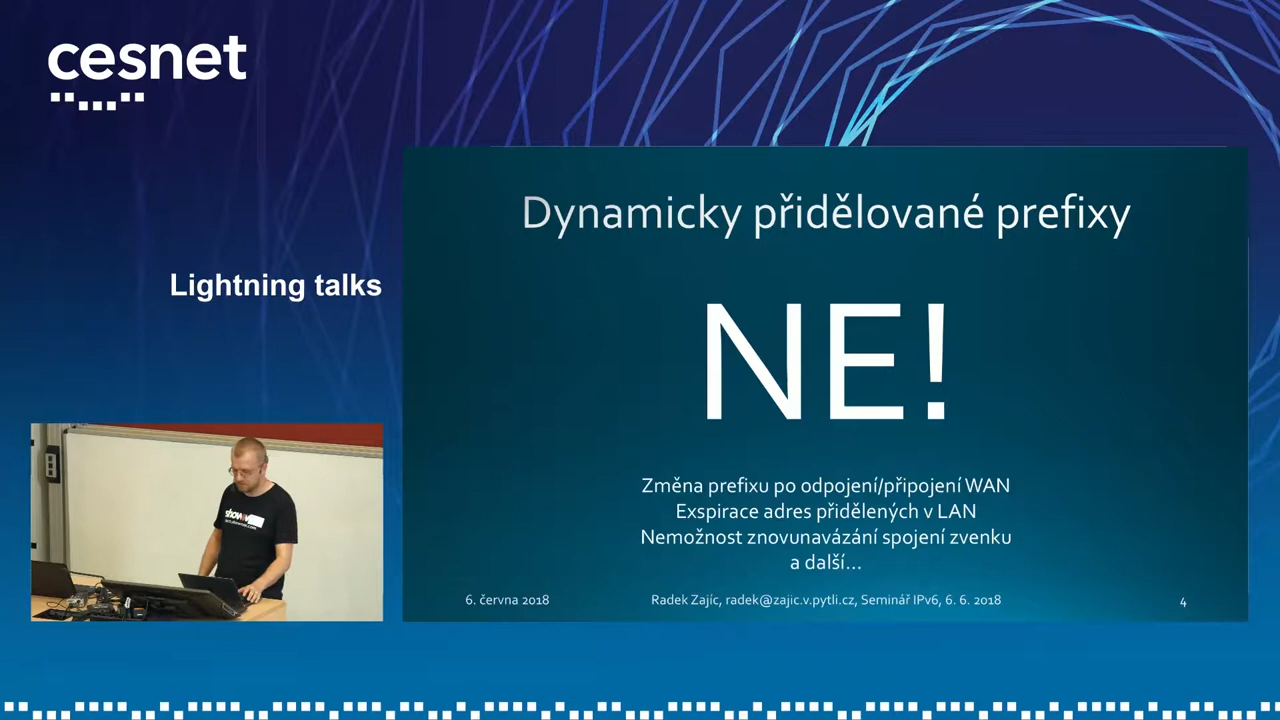 cesnet
Lightning talks
Dynamicky přidělované prefixy
NE!
Změna prefixu po odpojení/připojení WAN
Exspirace adres přidělených v LAN
Nemožnost znovunavázání spojení zvenku
a další...
6. června 2018
Radek Zajíc, radek@zajic.v.pytli.cz, Seminář IPv6, 6. 6. 2018
4